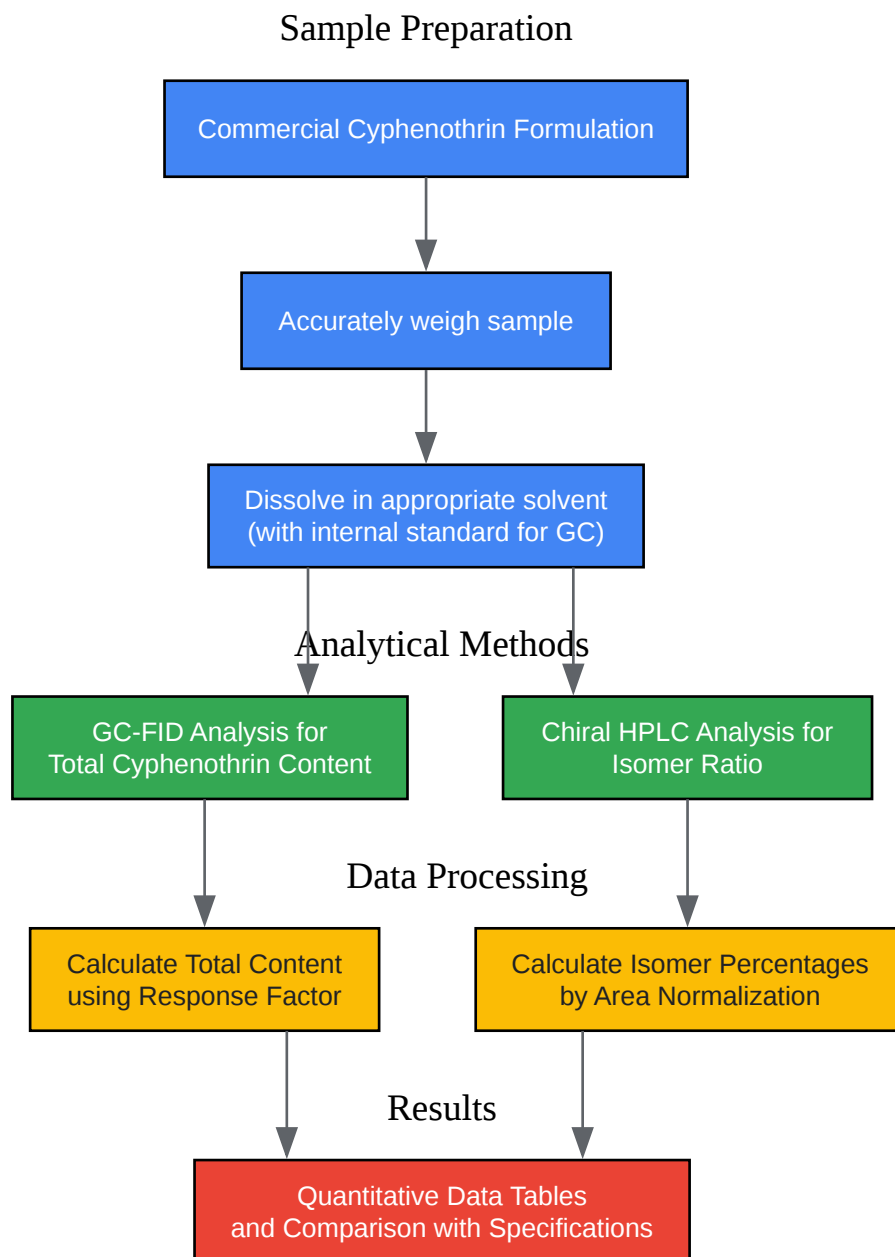 Sample Preparation
Commercial Cyphenothrin Formulation
Accurately weigh sample
Dissolve in appropriate solvent
(with internal standard for GC)
Analytical Methods
GC-FID Analysis for
Total Cyphenothrin Content
Chiral HPLC Analysis for
Isomer Ratio
Data Processing
Calculate Total Content
using Response Factor
Calculate Isomer Percentages
by Area Normalization
Results
Quantitative Data Tables
and Comparison with Specifications